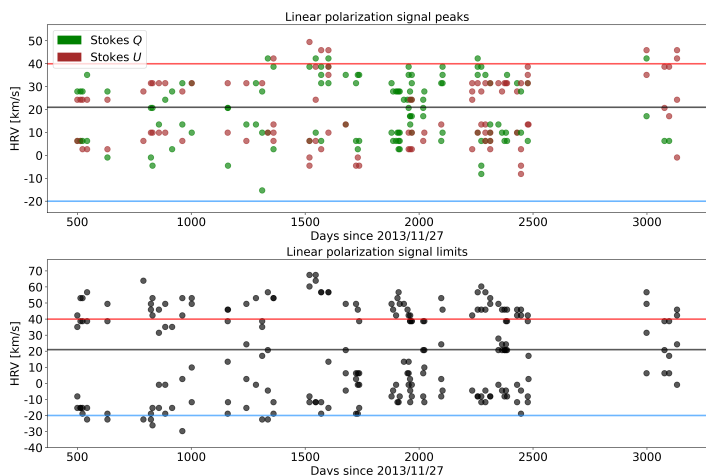 Linear polarization signal peaks
Stokes Q
Stokes U
HRV [km/s]
50
40
30
20
10
0
-10
-20
500 1000 1500 2000 2500 3000
Days since 2013/11/27
Linear polarization signal limits
HRV [km/s]
70
60
50
40
30
20
10
0
-10
-20
-30
-40
500 1000 1500 2000 2500 3000
Days since 2013/11/27